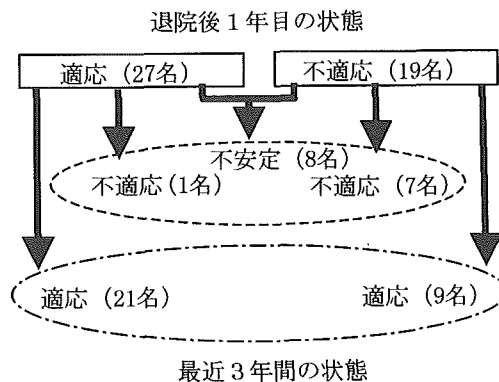 退院後1年目の状態
適応 (27名) 不適応 (19名)
不安定 (8名)
不適応 (1名) 不適応 (7名)
適応 (21名) 適応 (9名)
最近3年間の状態